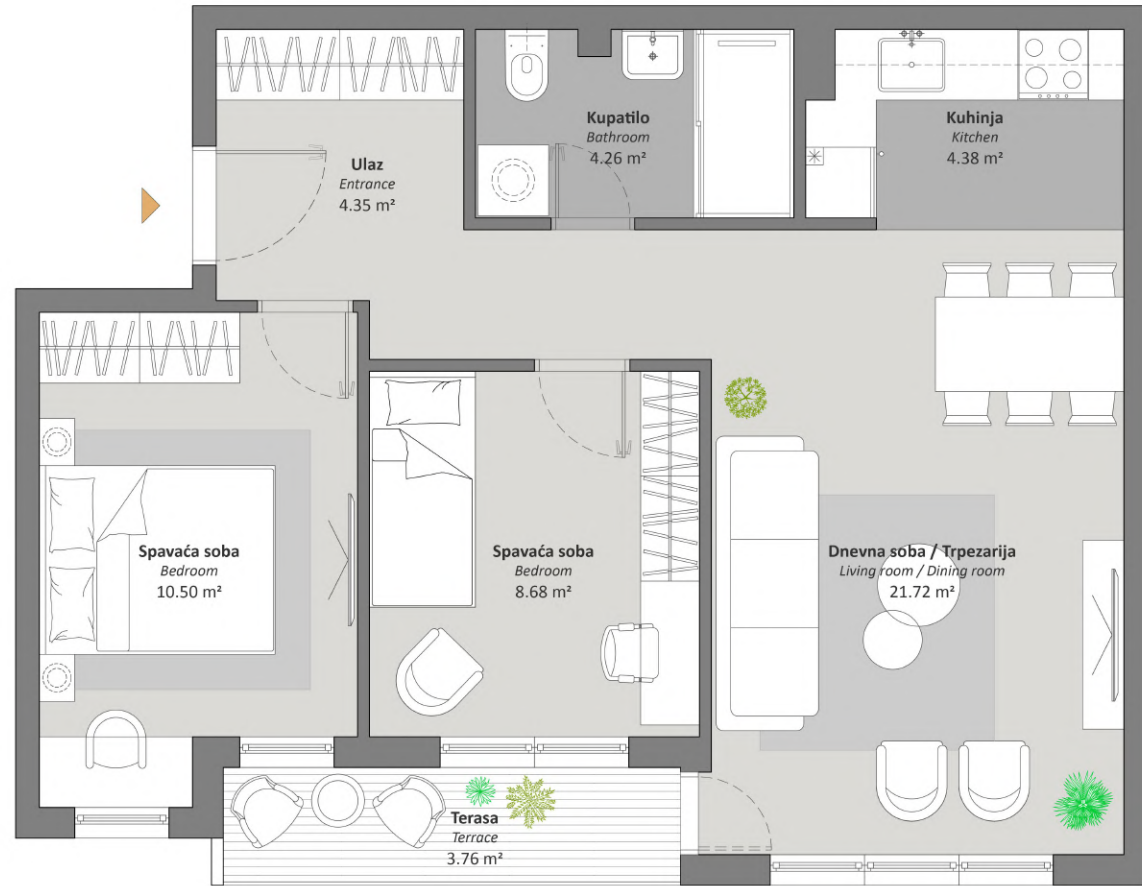 Ulaz
Entrance
4.35 m²
Kupatilo
Bathroom
4.26 m²
Kuhinja
Kitchen
4.38 m²
Spavaća soba
Bedroom
10.50 m²
Spavaća soba
Bedroom
8.68 m²
Dnevna soba / Trpezarija
Living room / Dining room
21.72 m²
Terasa
Terrace
3.76 m²